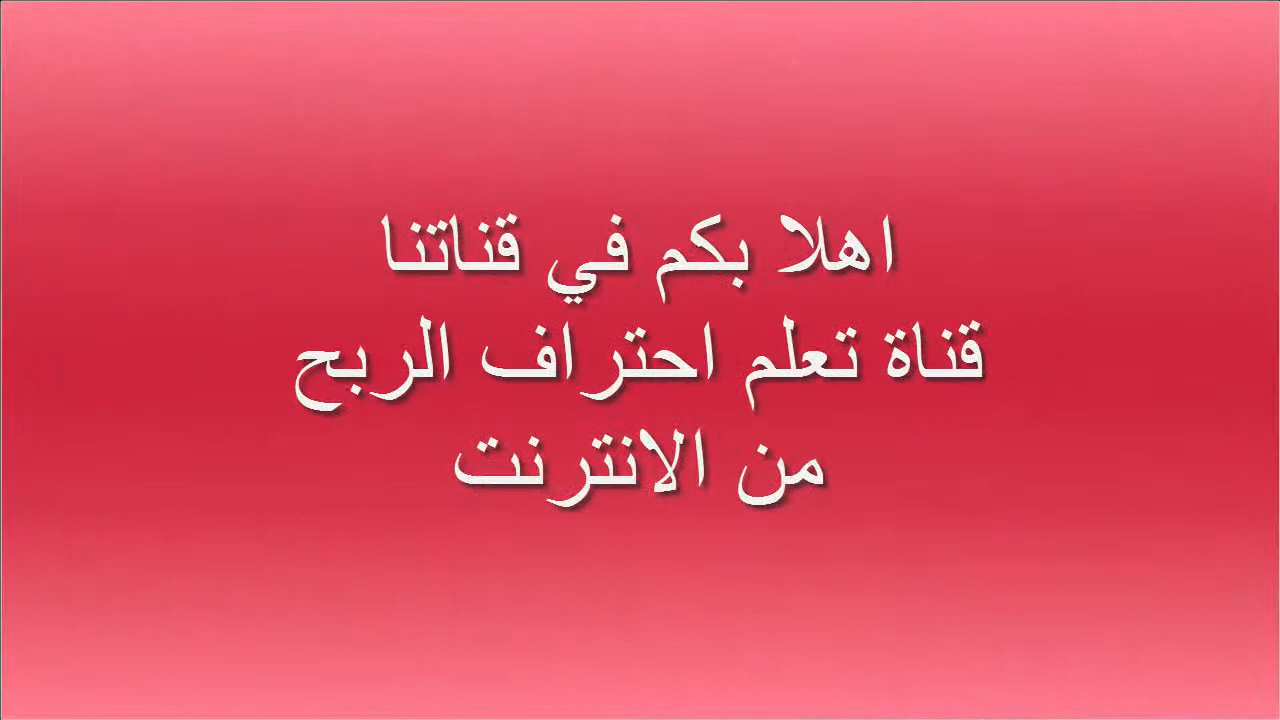 اهلا بكم في قناتنا
قناة تعلم احتراف الربح
من الانترنت